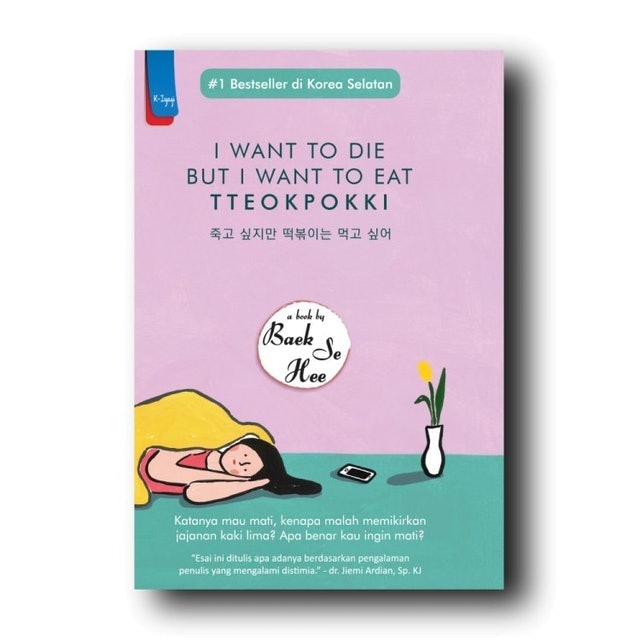 K-Iyagi
#1 Bestseller di Korea Selatan
I WANT TO DIE
BUT I WANT TO EAT
TTEOKPOKKI
죽고 싶지만 떡볶이는 먹고 싶어
a book by
Baek
Se
Hee
Katanya mau mati, kenapa malah memikirkan
jajanan kaki lima? Apa benar kau ingin mati?
"Esai ini ditulis apa adanya berdasarkan pengalaman
penulis yang mengalami distimia." - dr. Jiemi Ardian, Sp. KJ